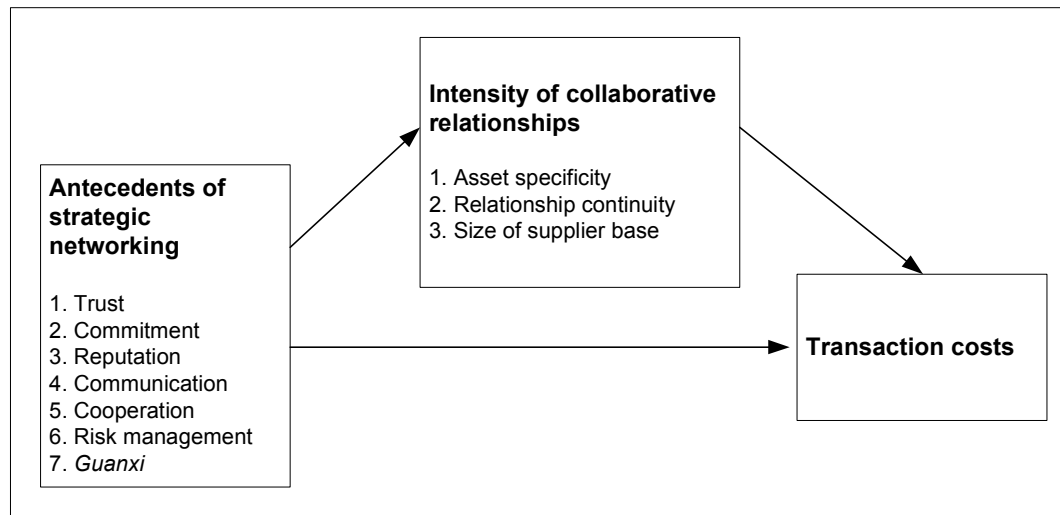 Antecedents of
strategic
networking
1. Trust
2. Commitment
3. Reputation
4. Communication
5. Cooperation
6. Risk management
7. Guanxi
Intensity of collaborative
relationships
1. Asset specificity
2. Relationship continuity
3. Size of supplier base
Transaction costs